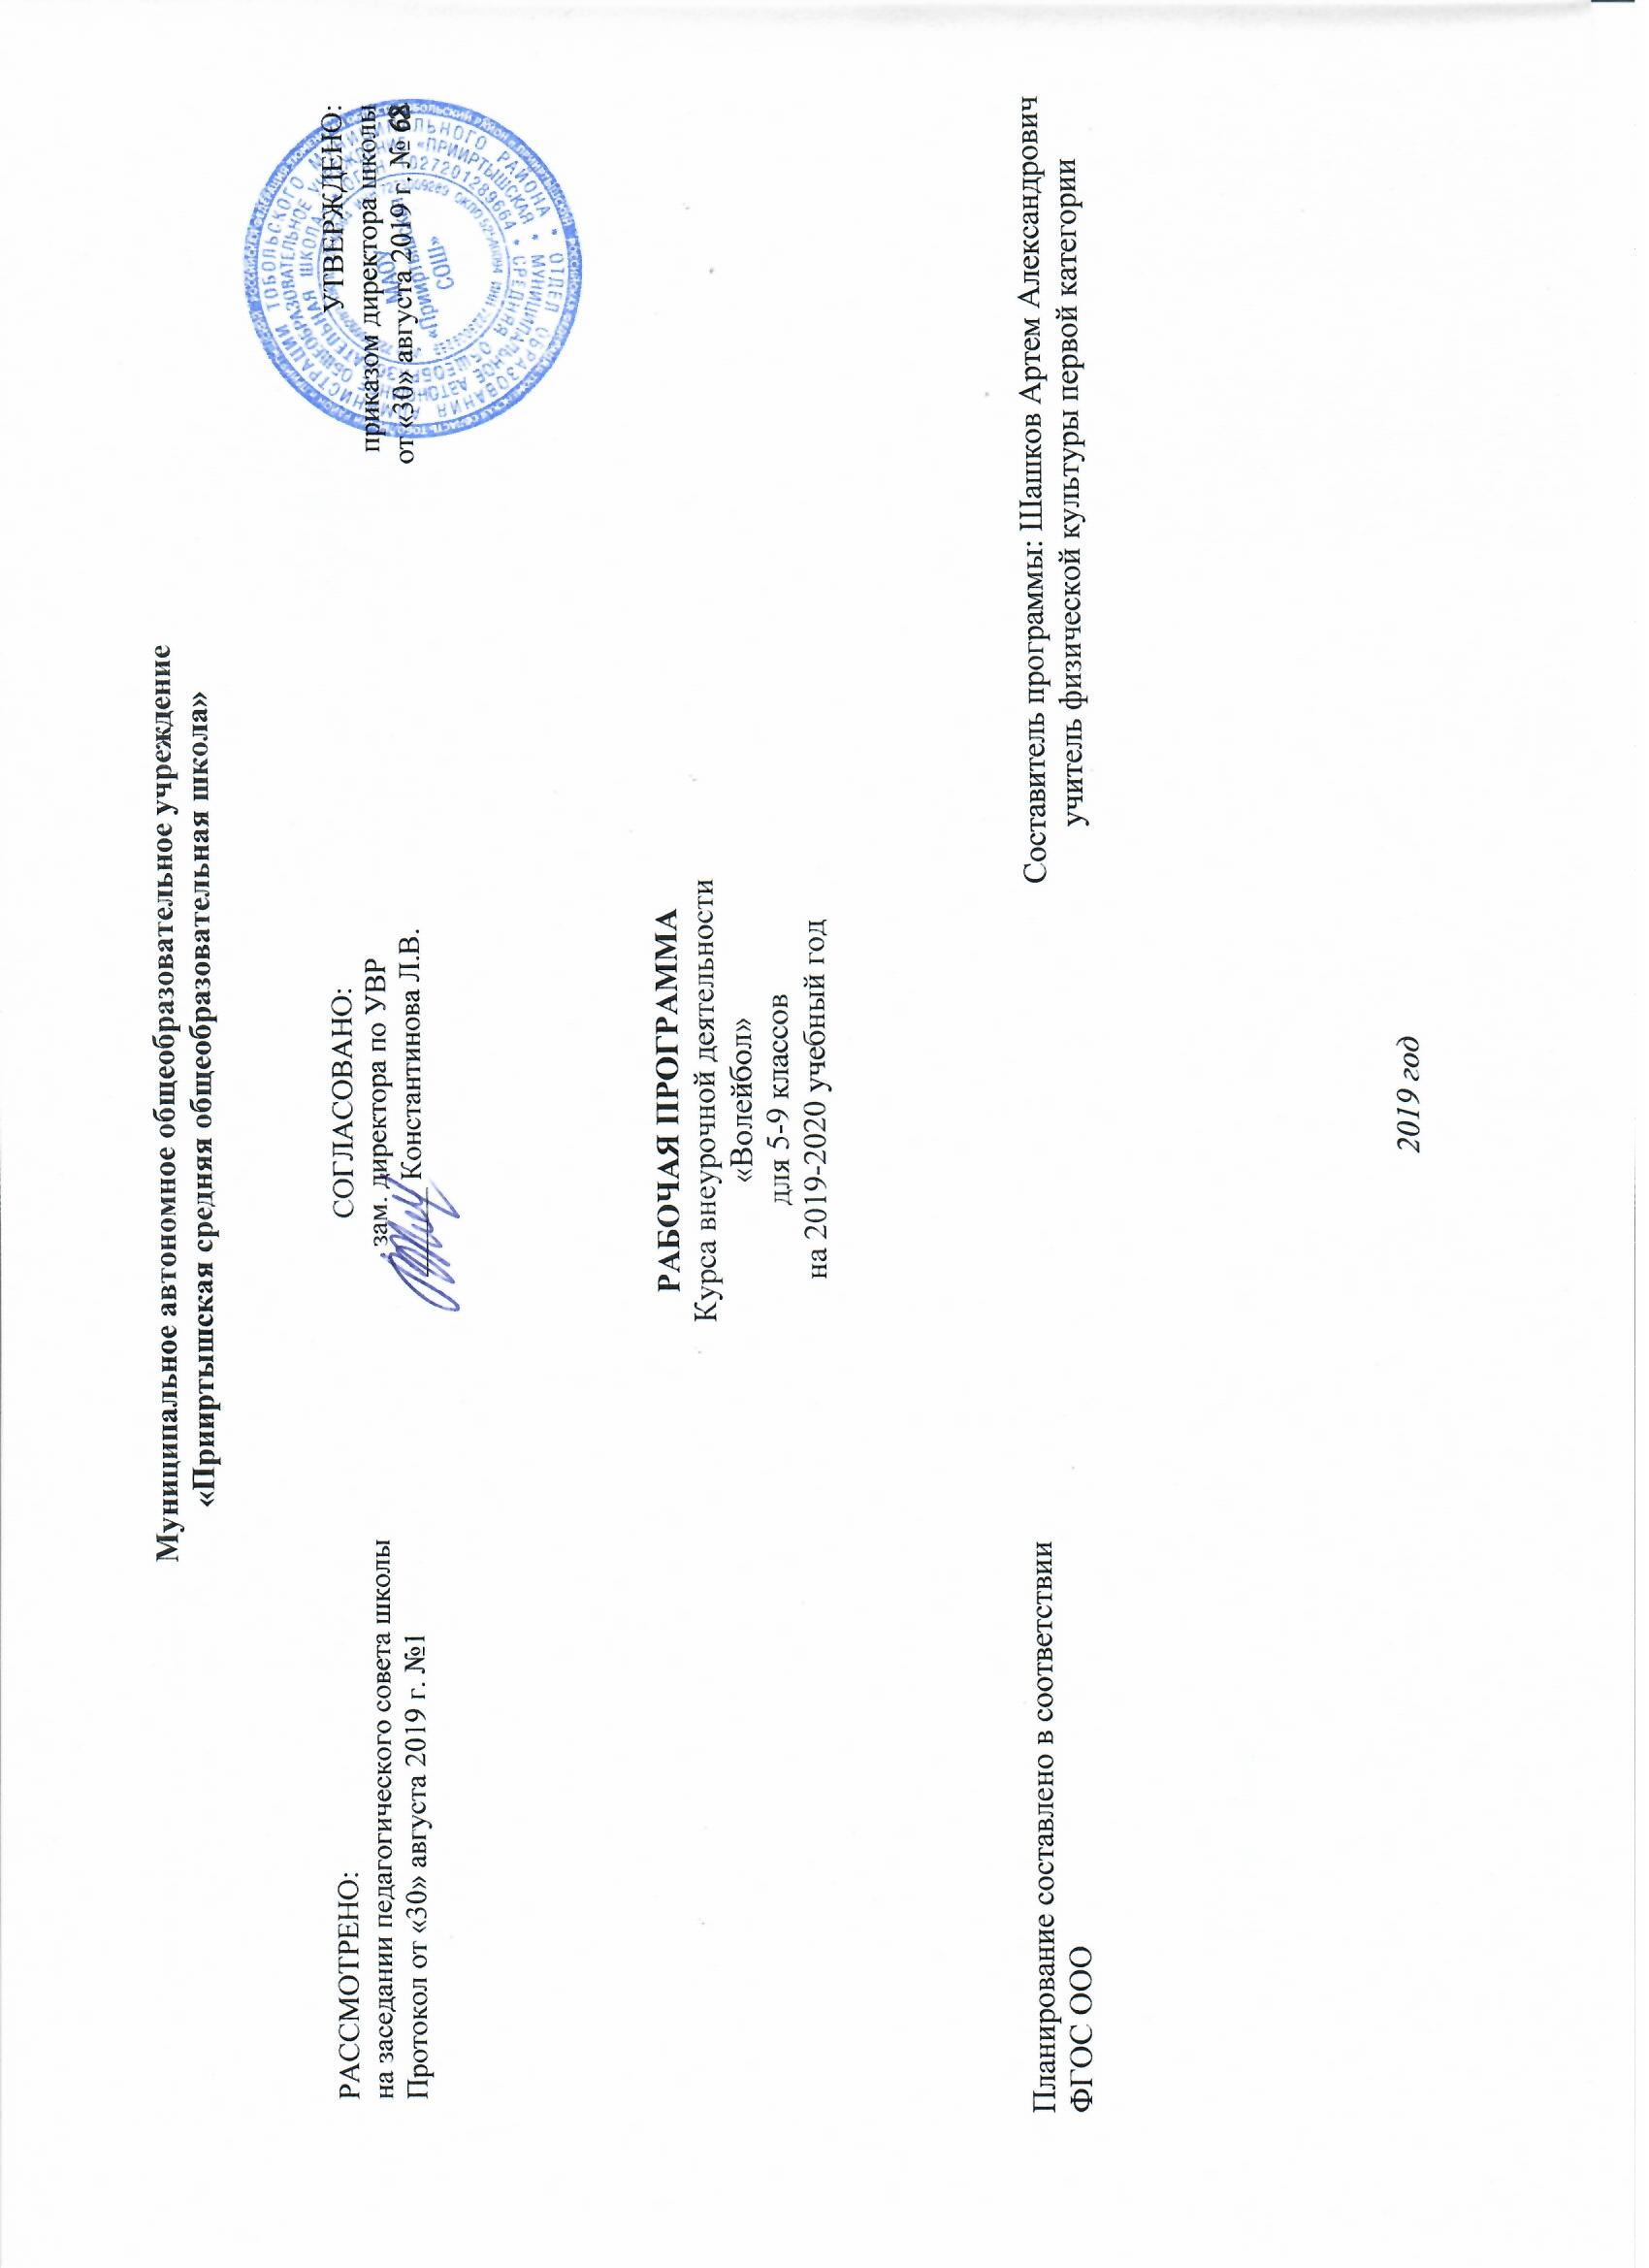 Муниципальное автономное общеобразовательное учреждение
«Прииртышская средняя общеобразовательная школа»
РАССМОТРЕНО:
на заседании педагогического совета школы
Протокол от «30» августа 2019 г. №1
СОГЛАСОВАНО:
зам. директора по УВР
Константинова Л.В.
УТВЕРЖДЕНО:
приказом директора школы
от «30» августа 2019 г. № 68
МАОУ
«Прииртышская
СОШ»
РАБОЧАЯ ПРОГРАММА
Курса внеурочной деятельности
«Волейбол»
для 5-9 классов
на 2019-2020 учебный год
Планирование составлено в соответствии
ФГОС ООО
Составитель программы: Шашков Артем Александрович
учитель физической культуры первой категории
2019 год